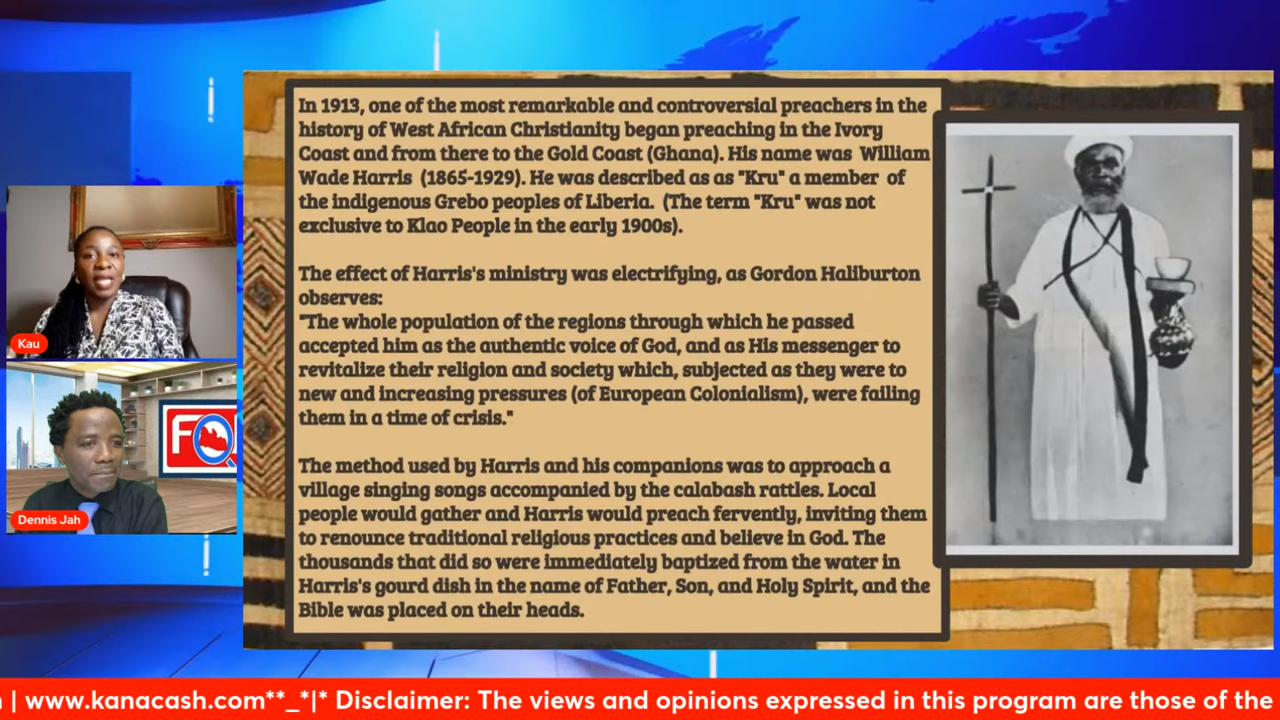 In 1913, one of the most remarkable and controversial preachers in the
history of West African Christianity began preaching in the Ivory
Coast and from there to the Gold Coast (Ghana). His name was William
Wade Harris (1865-1929). He was described as as "Kru" a member of
the indigenous Grebo peoples of Liberia. (The term "Kru" was not
exclusive to Klao People in the early 1900s).
The effect of Harris's ministry was electrifying, as Gordon Haliburton
observes:
"The whole population of the regions through which he passed
accepted him as the authentic voice of God, and as His messenger to
revitalize their religion and society which, subjected as they were to
new and increasing pressures (of European Colonialism), were failing
them in a time of crisis."
The method used by Harris and his companions was to approach a
village singing songs accompanied by the calabash rattles. Local
people would gather and Harris would preach fervently, inviting them
to renounce traditional religious practices and believe in God. The
thousands that did so were immediately baptized from the water in
Harris's gourd dish in the name of Father, Son, and Holy Spirit, and the
Bible was placed on their heads.
Kau
FO
Dennis Jah
| www.kanacash.com**_*|* Disclaimer: The views and opinions expressed in this program are those of the